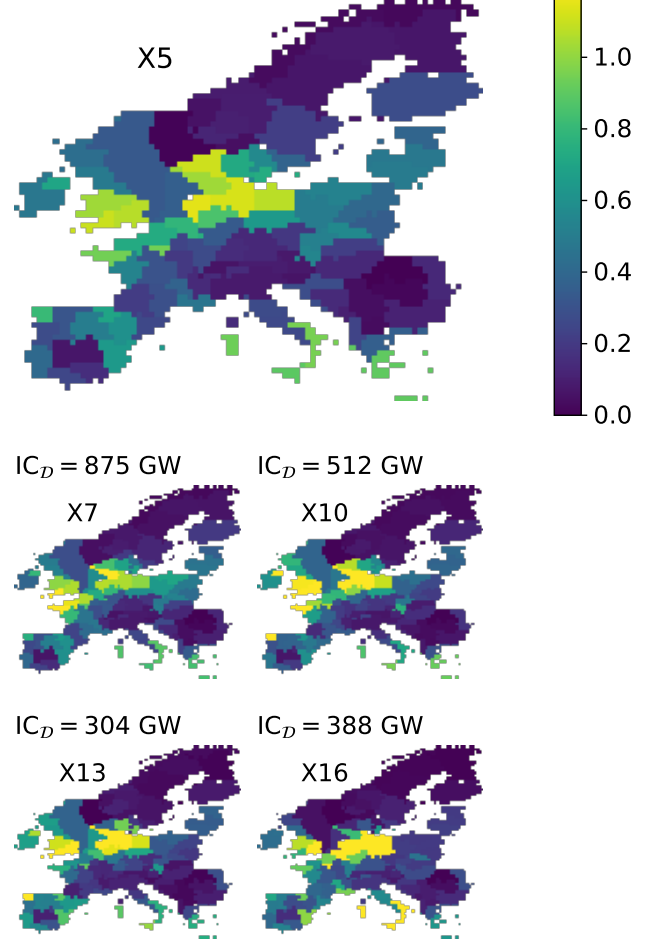 X5
1.0
0.8
0.6
0.4
0.2
0.0
IC𝒟 = 875 GW
IC𝒟 = 512 GW
X7
X10
IC𝒟 = 304 GW
IC𝒟 = 388 GW
X13
X16